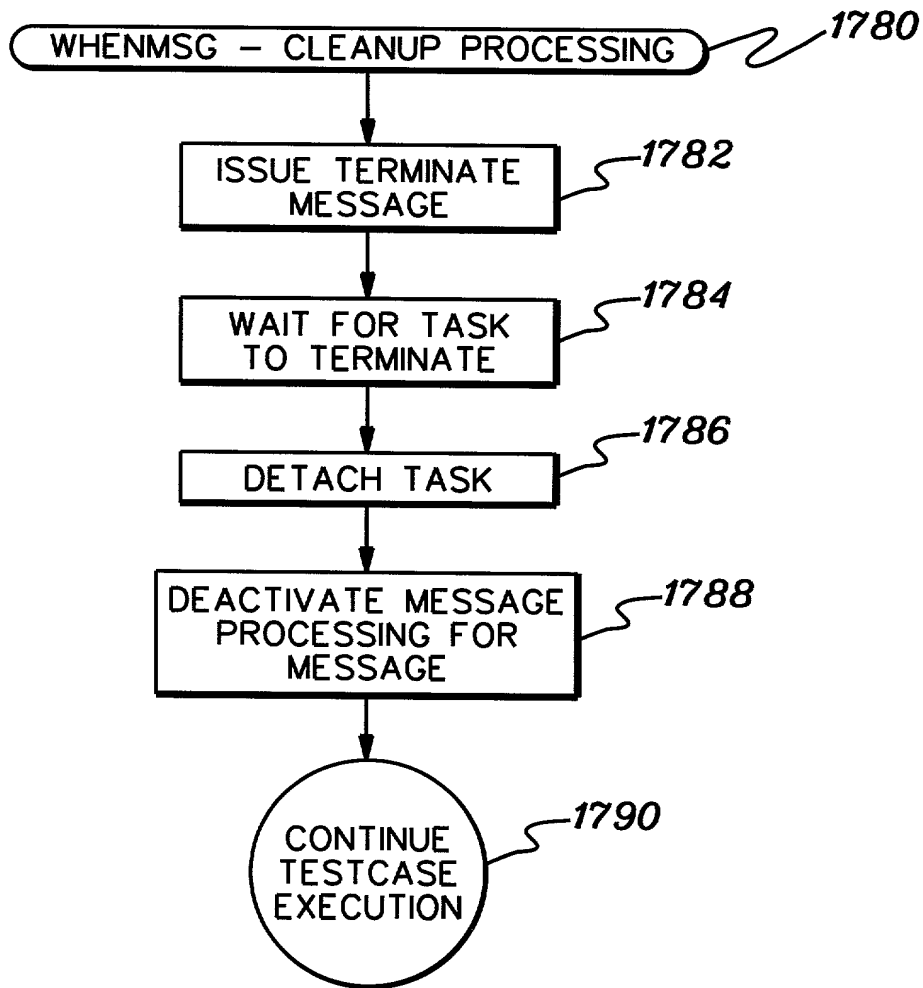 1780
WHENMSG – CLEANUP PROCESSING
1782
ISSUE TERMINATE
MESSAGE
1784
WAIT FOR TASK
TO TERMINATE
1786
DETACH TASK
1788
DEACTIVATE MESSAGE
PROCESSING FOR
MESSAGE
1790
CONTINUE
TESTCASE
EXECUTION